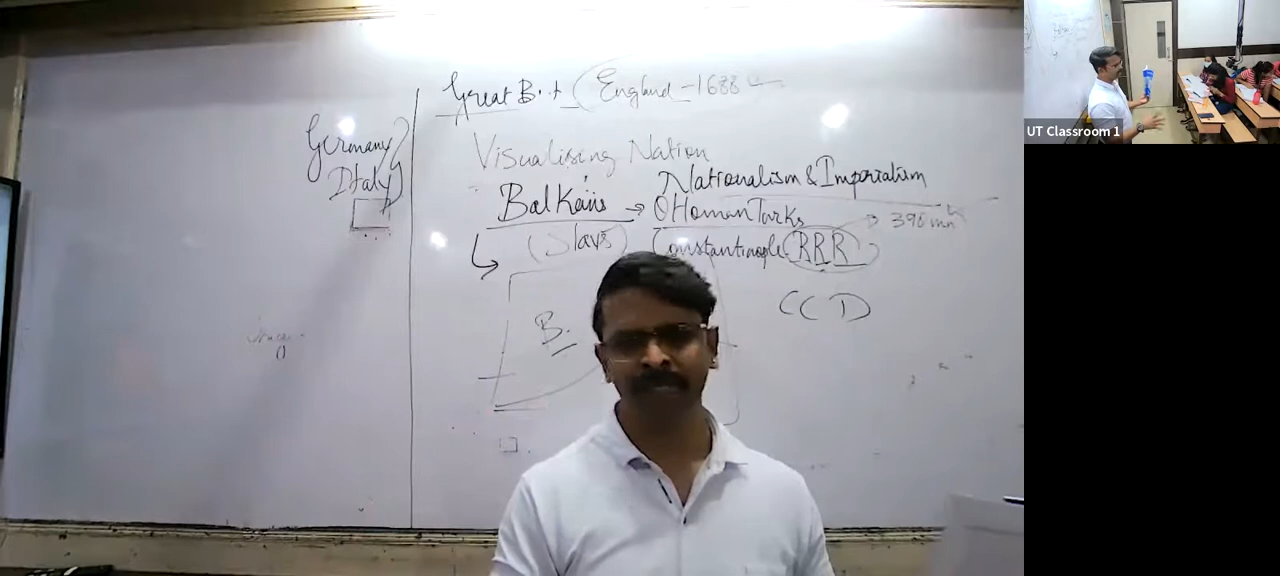 Great B.
(England - 1688
Germany
Italy
Visualising Nation
Nationalism & Imperialism
Balkans → Ottoman Turks
390 mn
(Slavs)
Constantinople RRR
CCD
B.
UT Classroom 1